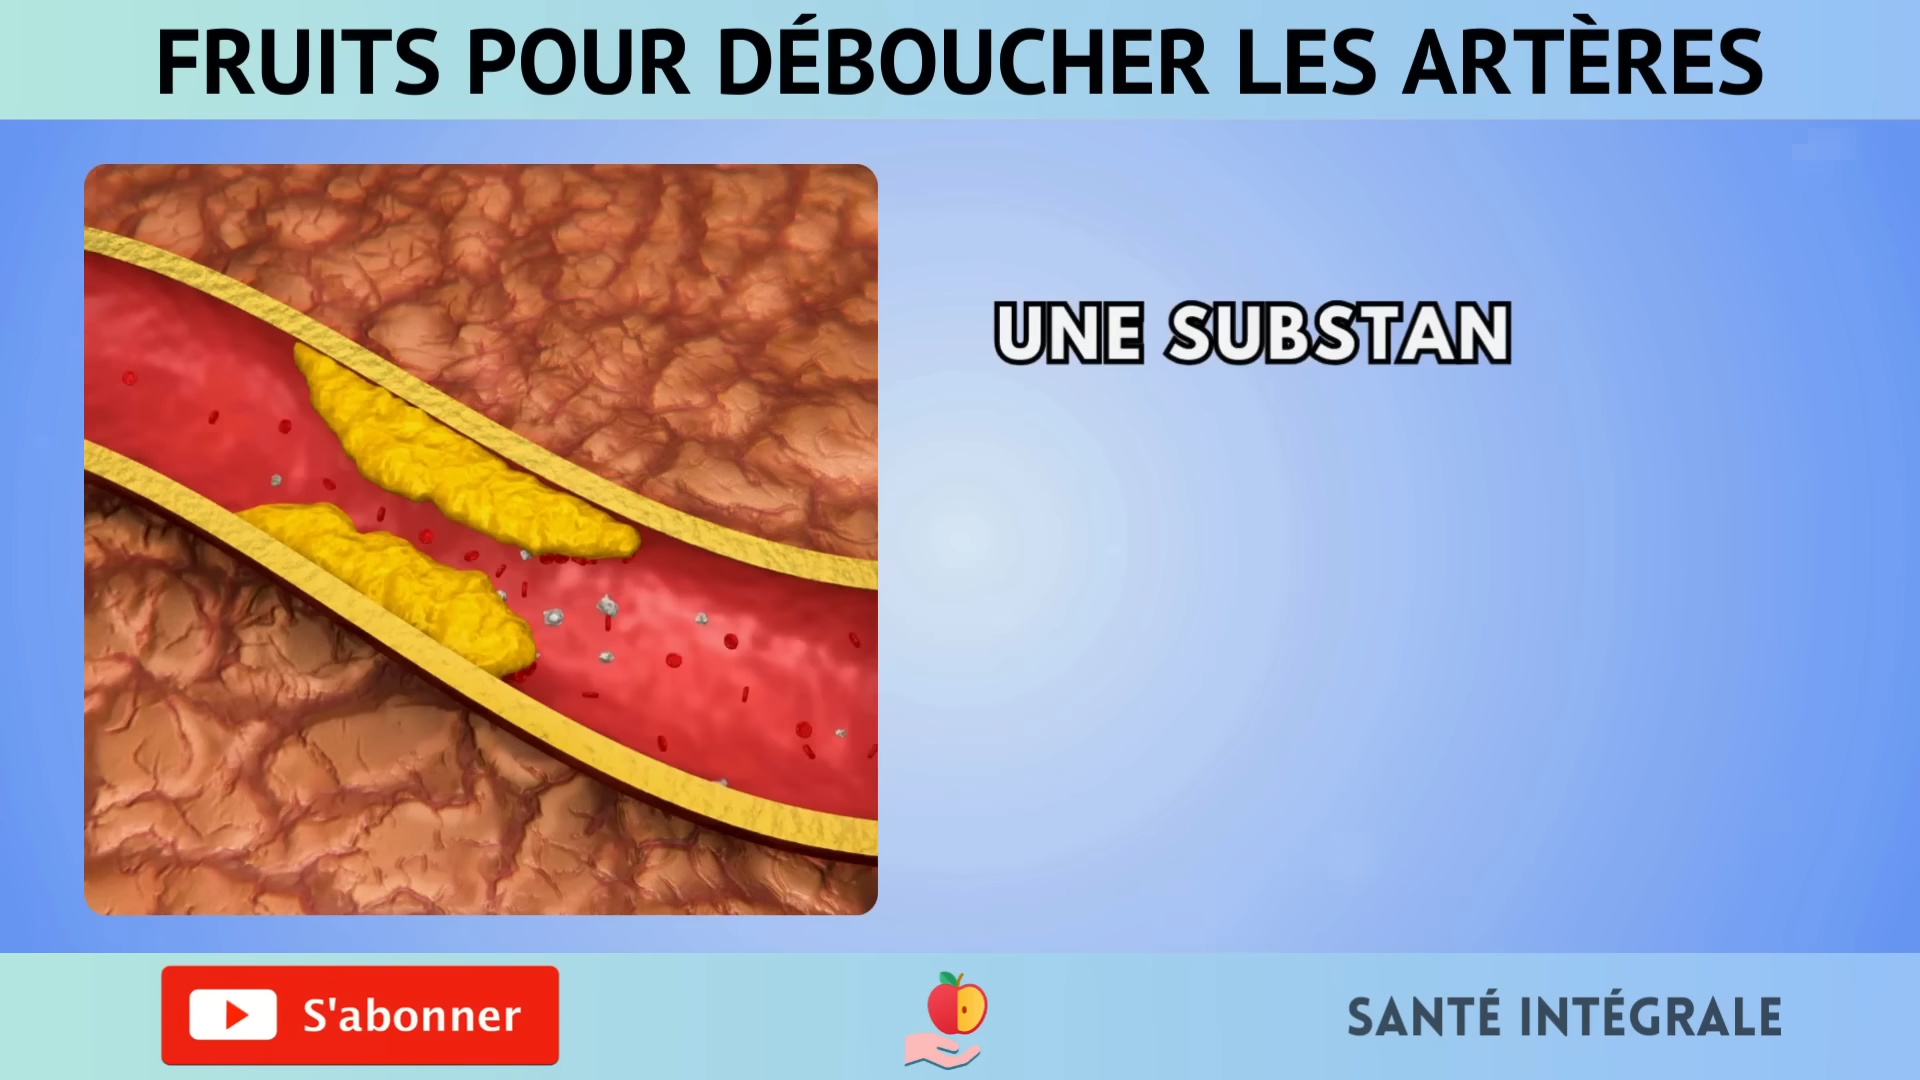 FRUITS POUR DÉBOUCHER LES ARTÈRES
UNE SUBSTAN
S'abonner
SANTÉ INTÉGRALE